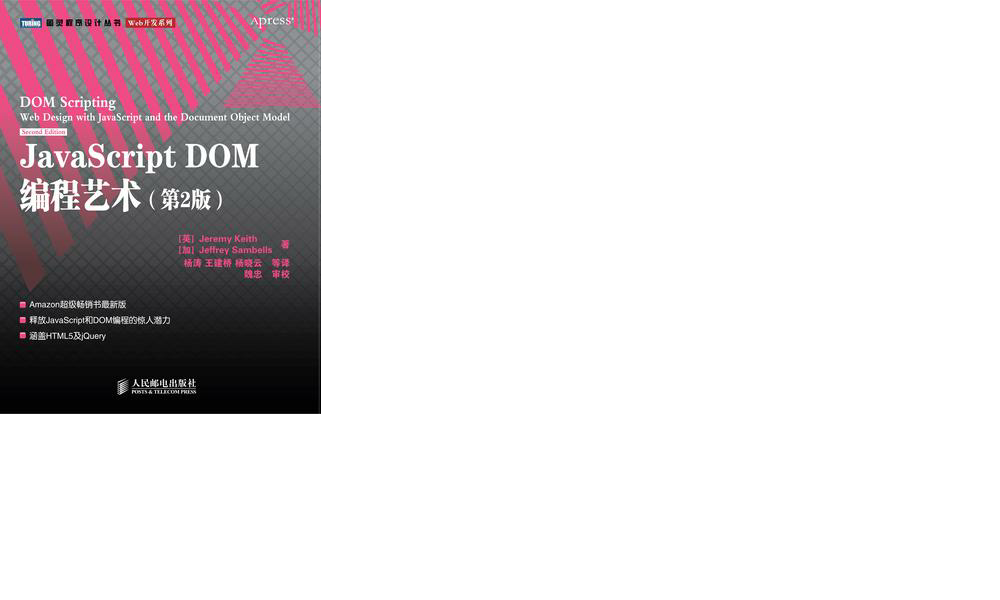 TURING 图灵程序设计丛书 Web开发系列
Apress®
DOM Scripting
Web Design with JavaScript and the Document Object Model
Second Edition
JavaScript DOM
编程艺术（第2版）
[英] Jeremy Keith
[加] Jeffrey Sambells 著
杨涛 王建桥 杨晓云 等译
魏忠 审校
Amazon超级畅销书最新版
释放JavaScript和DOM编程的惊人潜力
涵盖HTML5及jQuery
人民邮电出版社
POSTS & TELECOM PRESS